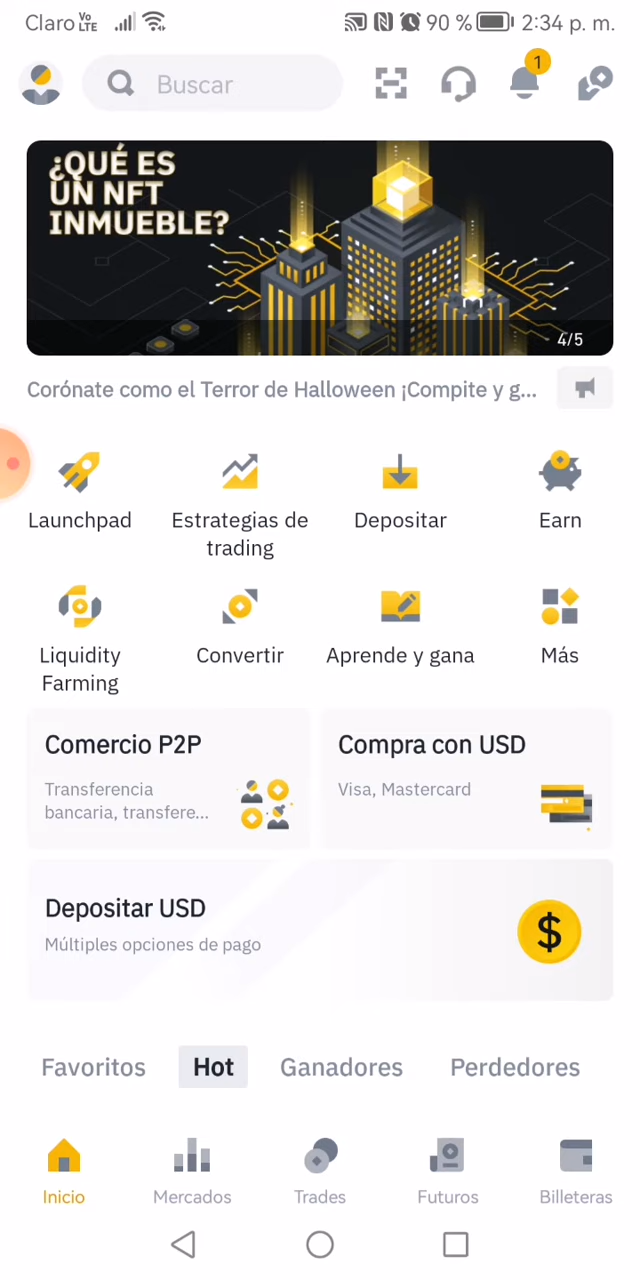 Claro VoLTE 90 % 2:34 p. m.
Buscar
1
¿QUÉ ES
UN NFT
INMUEBLE?
4/5
Corónate como el Terror de Halloween ¡Compite y g...
Launchpad
Estrategias de
trading
Depositar
Earn
Liquidity
Farming
Convertir
Aprende y gana
Más
Comercio P2P
Transferencia
bancaria, transfere...
Compra con USD
Visa, Mastercard
Depositar USD
Múltiples opciones de pago
$
Favoritos Hot Ganadores Perdedores
Inicio Mercados Trades Futuros Billeteras